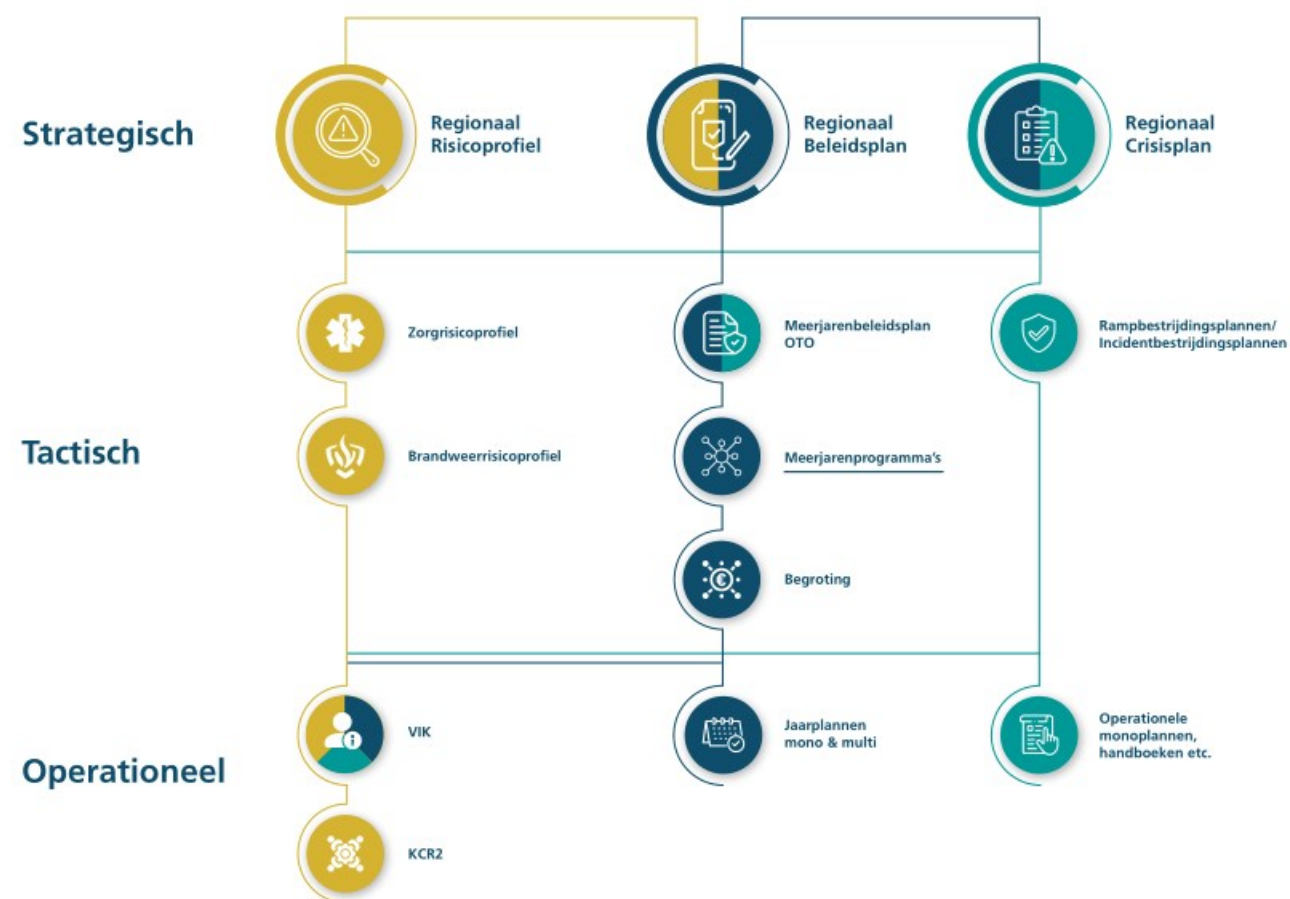 Strategisch
Regionaal
Risicoprofiel
Regionaal
Beleidsplan
Regionaal
Crisisplan
Zorgrisicoprofiel
Meerjarenbeleidsplan
OTO
Rampbestrijdingsplannen/
Incidentbestrijdingsplannen
Tactisch
Brandweerrisicoprofiel
Meerjarenprogramma's
Begroting
Operationeel
VIK
Jaarplannen
mono & multi
Operationele
monoplannen,
handboeken etc.
KCR2